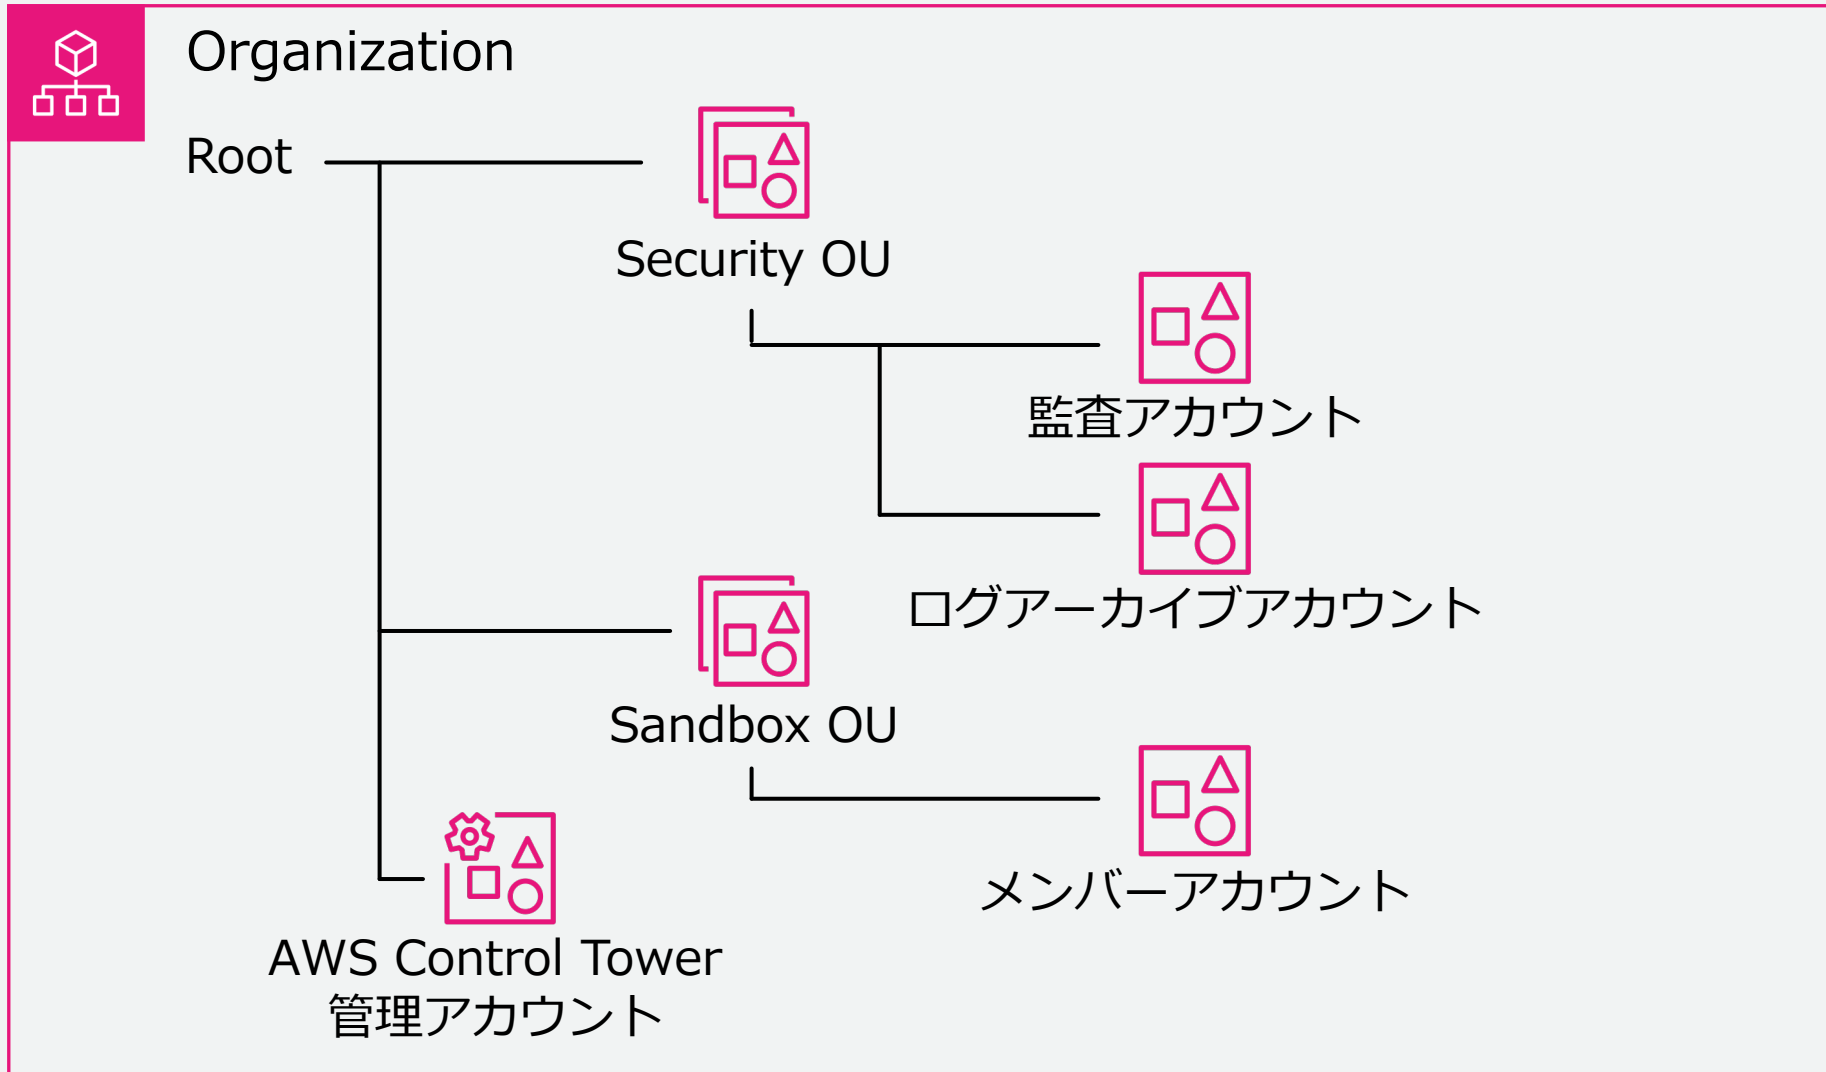 Organization
Root
Security OU
監査アカウント
ログアーカイブアカウント
Sandbox OU
メンバーアカウント
AWS Control Tower
管理アカウント